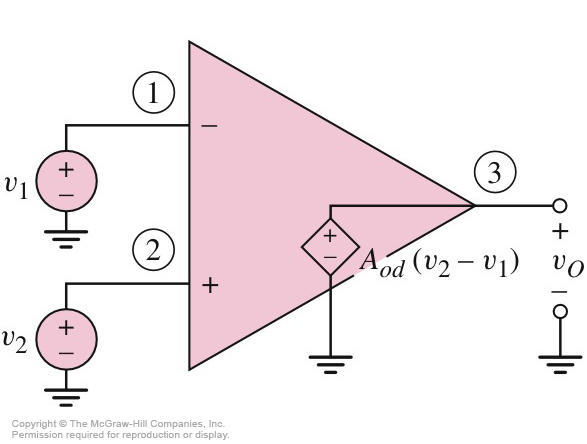 1
−
+
−
v1
3
2
+
−
Aod (v2 − v1)
+
vO
−
+
+
−
v2
Copyright © The McGraw-Hill Companies, Inc.
Permission required for reproduction or display.